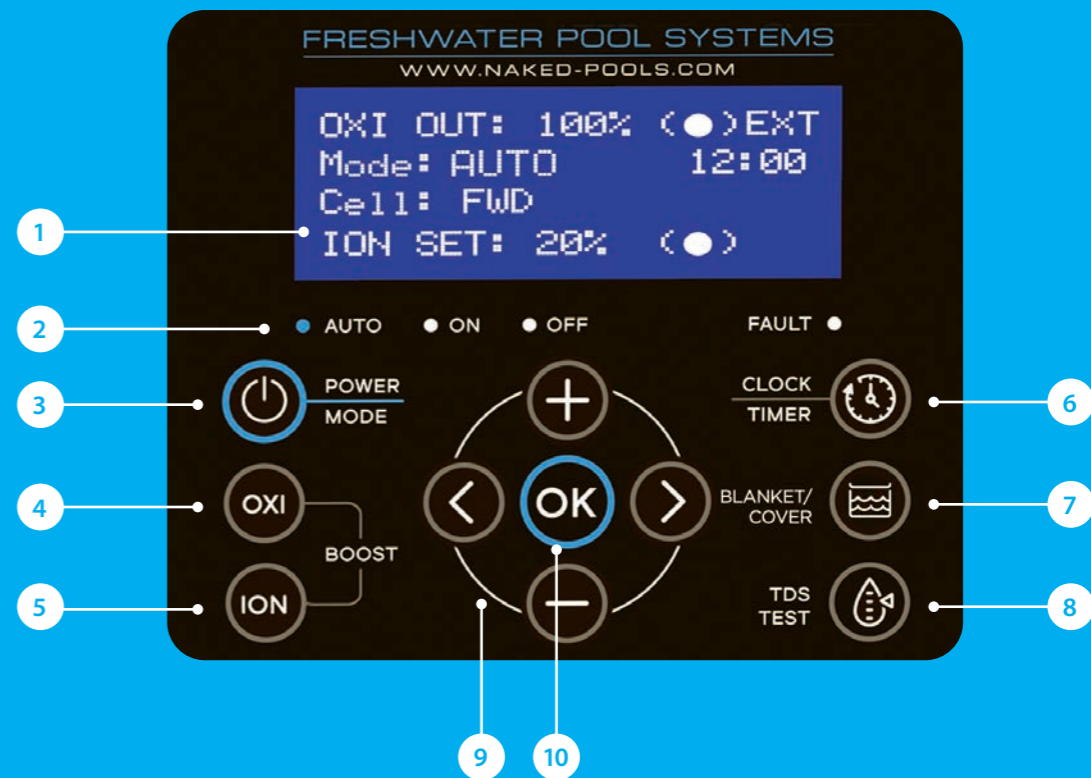 FRESHWATER POOL SYSTEMS
WWW.NAKED-POOLS.COM
OXI OUT: 100% (●)EXT
Mode: AUTO 12:00
Cell: FWD
ION SET: 20% (●)
1
2
AUTO ON OFF FAULT
3
POWER
MODE
CLOCK
TIMER
6
4
OXI
OK
BLANKET/
COVER
7
BOOST
5
ION
TDS
TEST
8
9
10